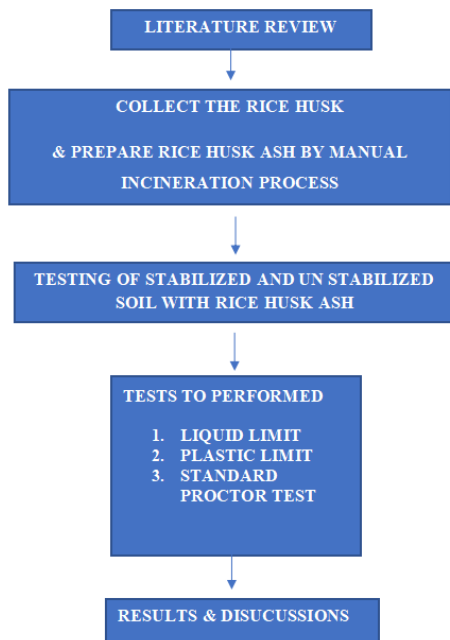 LITERATURE REVIEW
COLLECT THE RICE HUSK
& PREPARE RICE HUSK ASH BY MANUAL
INCINERATION PROCESS
TESTING OF STABILIZED AND UN STABILIZED
SOIL WITH RICE HUSK ASH
TESTS TO PERFORMED
1. LIQUID LIMIT
2. PLASTIC LIMIT
3. STANDARD
PROCTOR TEST
RESULTS & DISUCUSSIONS